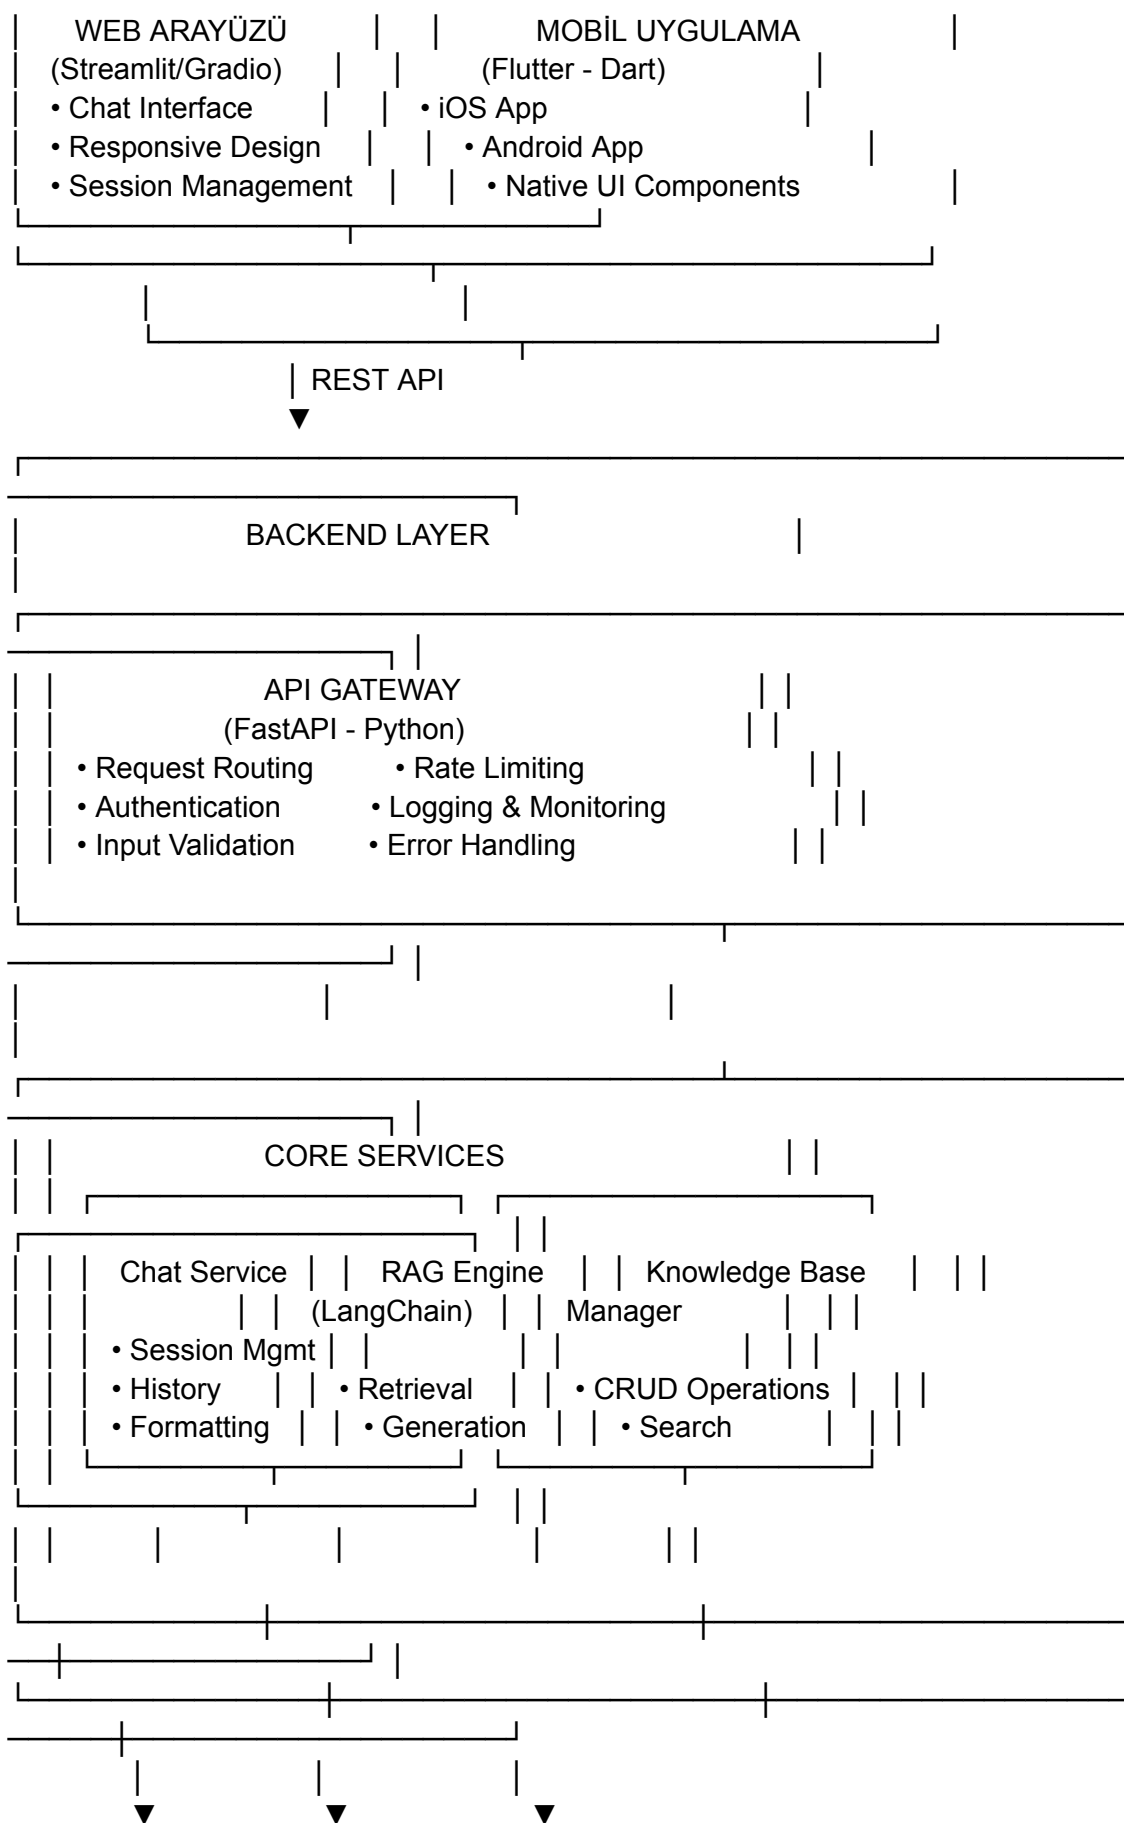 WEB ARAYÜZÜ MOBİL UYGULAMA
(Streamlit/Gradio) (Flutter - Dart)
• Chat Interface • iOS App
• Responsive Design • Android App
• Session Management • Native UI Components
REST API
▼
BACKEND LAYER
API GATEWAY
(FastAPI - Python)
• Request Routing • Rate Limiting
• Authentication • Logging & Monitoring
• Input Validation • Error Handling
CORE SERVICES
Chat Service RAG Engine Knowledge Base
(LangChain) Manager
• Session Mgmt
• History • Retrieval • CRUD Operations
• Formatting • Generation • Search
▼ ▼ ▼